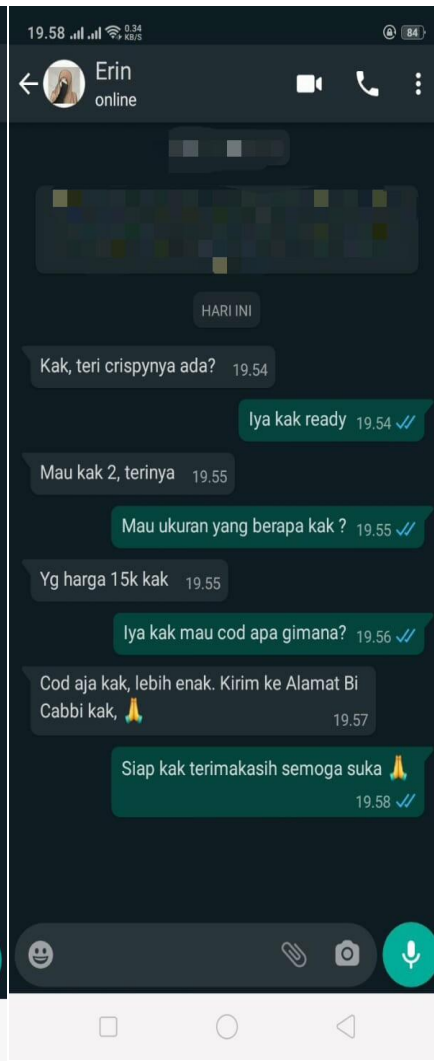 19.58 0.34 KB/S 84
Erin
online
HARI INI
Kak, teri crispynya ada? 19.54
Iya kak ready 19.54
Mau kak 2, terinya 19.55
Mau ukuran yang berapa kak ? 19.55
Yg harga 15k kak 19.55
Iya kak mau cod apa gimana? 19.56
Cod aja kak, lebih enak. Kirim ke Alamat Bi
Cabbi kak, 🙏 19.57
Siap kak terimakasih semoga suka 🙏
19.58